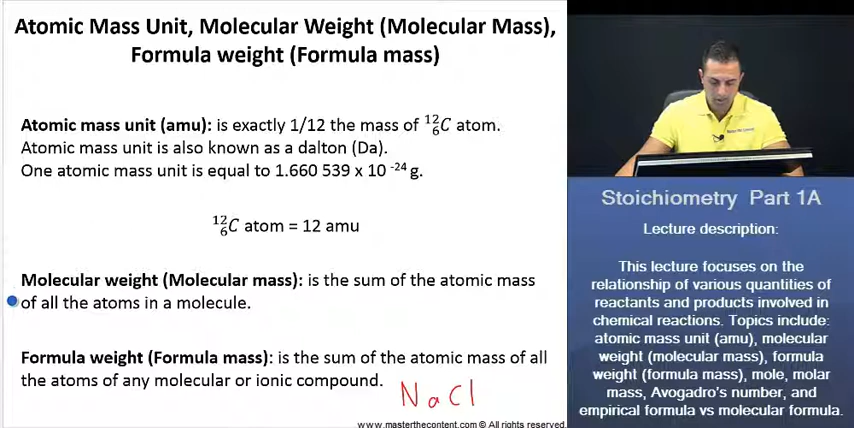 Atomic Mass Unit, Molecular Weight (Molecular Mass),
Formula weight (Formula mass)
Atomic mass unit (amu): is exactly 1/12 the mass of ¹²₆C atom.
Atomic mass unit is also known as a dalton (Da).
One atomic mass unit is equal to 1.660 539 x 10 ⁻²⁴ g.
¹²₆C atom = 12 amu
Molecular weight (Molecular mass): is the sum of the atomic mass
of all the atoms in a molecule.
Formula weight (Formula mass): is the sum of the atomic mass of all
the atoms of any molecular or ionic compound.
NaCl
www.masterthecontent.com © All rights reserved.
Stoichiometry Part 1A
Lecture description:
This lecture focuses on the
relationship of various quantities of
reactants and products involved in
chemical reactions. Topics include:
atomic mass unit (amu), molecular
weight (molecular mass), formula
weight (formula mass), mole, molar
mass, Avogadro's number, and
empirical formula vs molecular formula.